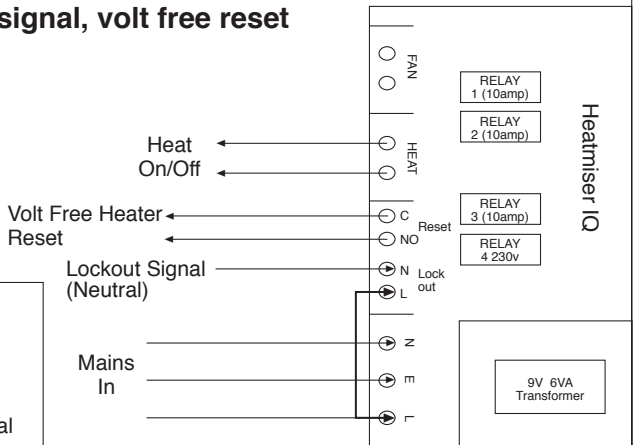 signal, volt free reset
FAN
RELAY
1 (10amp)
RELAY
2 (10amp)
Heatmiser IQ
Heat
On/Off
HEAT
Volt Free Heater
Reset
C
NO
Reset
RELAY
3 (10amp)
RELAY
4 230v
Lockout Signal
(Neutral)
N
L
Lock
out
Mains
In
N
E
L
9V 6VA
Transformer